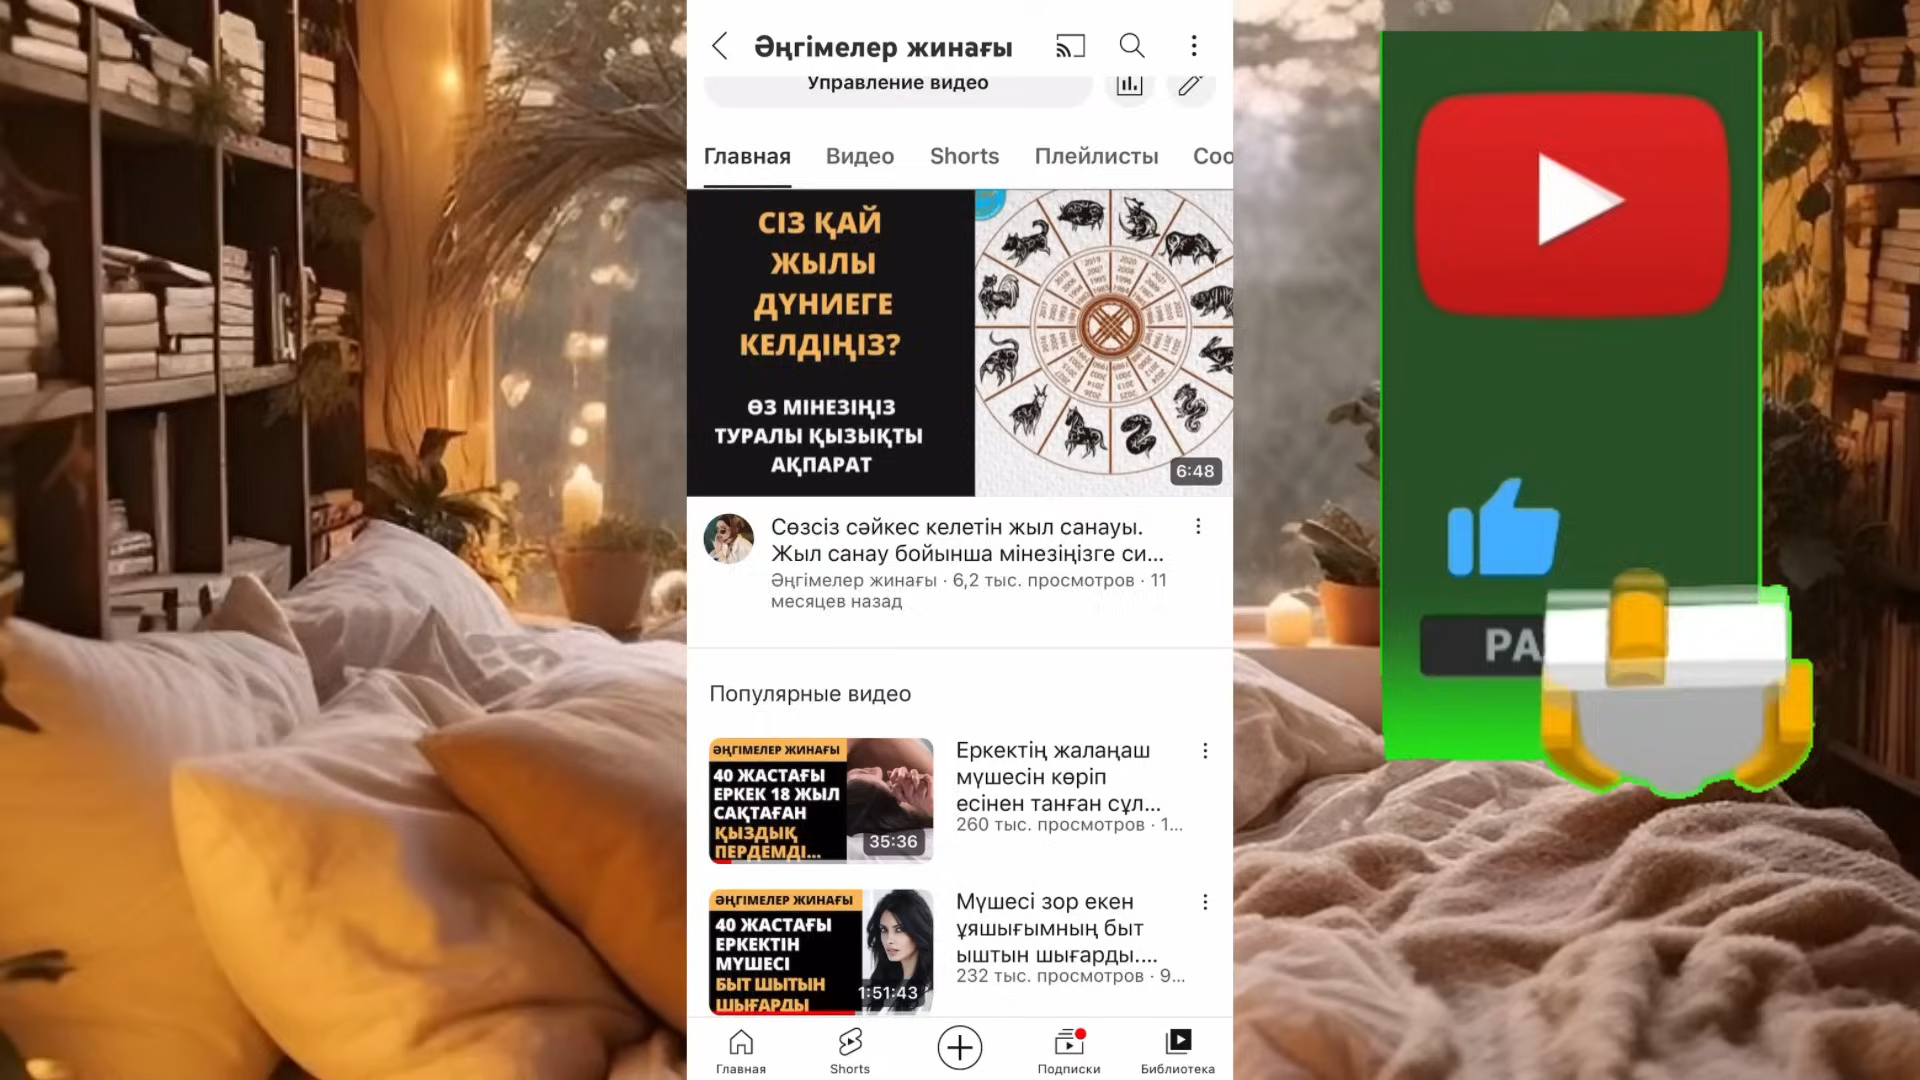 Әңгімелер жинағы
Управление видео
Главная Видео Shorts Плейлисты Соо
СІЗ ҚАЙ
ЖЫЛЫ
ДҮНИЕГЕ
КЕЛДІҢІЗ?
ӨЗ МІНЕЗІҢІЗ
ТУРАЛЫ ҚЫЗЫҚТЫ
АҚПАРАТ
6:48
Сөзсіз сәйкес келетін жыл санауы.
Жыл санау бойынша мінезіңізге си...
Әңгімелер жинағы · 6,2 тыс. просмотров · 11
месяцев назад
Популярные видео
ӘҢГІМЕЛЕР ЖИНАҒЫ
40 ЖАСТАҒЫ
ЕРКЕК 18 ЖЫЛ
САҚТАҒАН
ҚЫЗДЫҚ
ПЕРДЕМДІ...
35:36
Еркектің жалаңаш
мүшесін көріп
есінен танған сұл...
260 тыс. просмотров · 1...
ӘҢГІМЕЛЕР ЖИНАҒЫ
40 ЖАСТАҒЫ
ЕРКЕКТІН
МҮШЕСІ
БЫТ ШЫТЫН
ШЫҒАРДЫ
1:51:43
Мүшесі зор екен
ұяшығымның быт
ыштын шығарды....
232 тыс. просмотров · 9...
Главная Shorts Подписки Библиотека